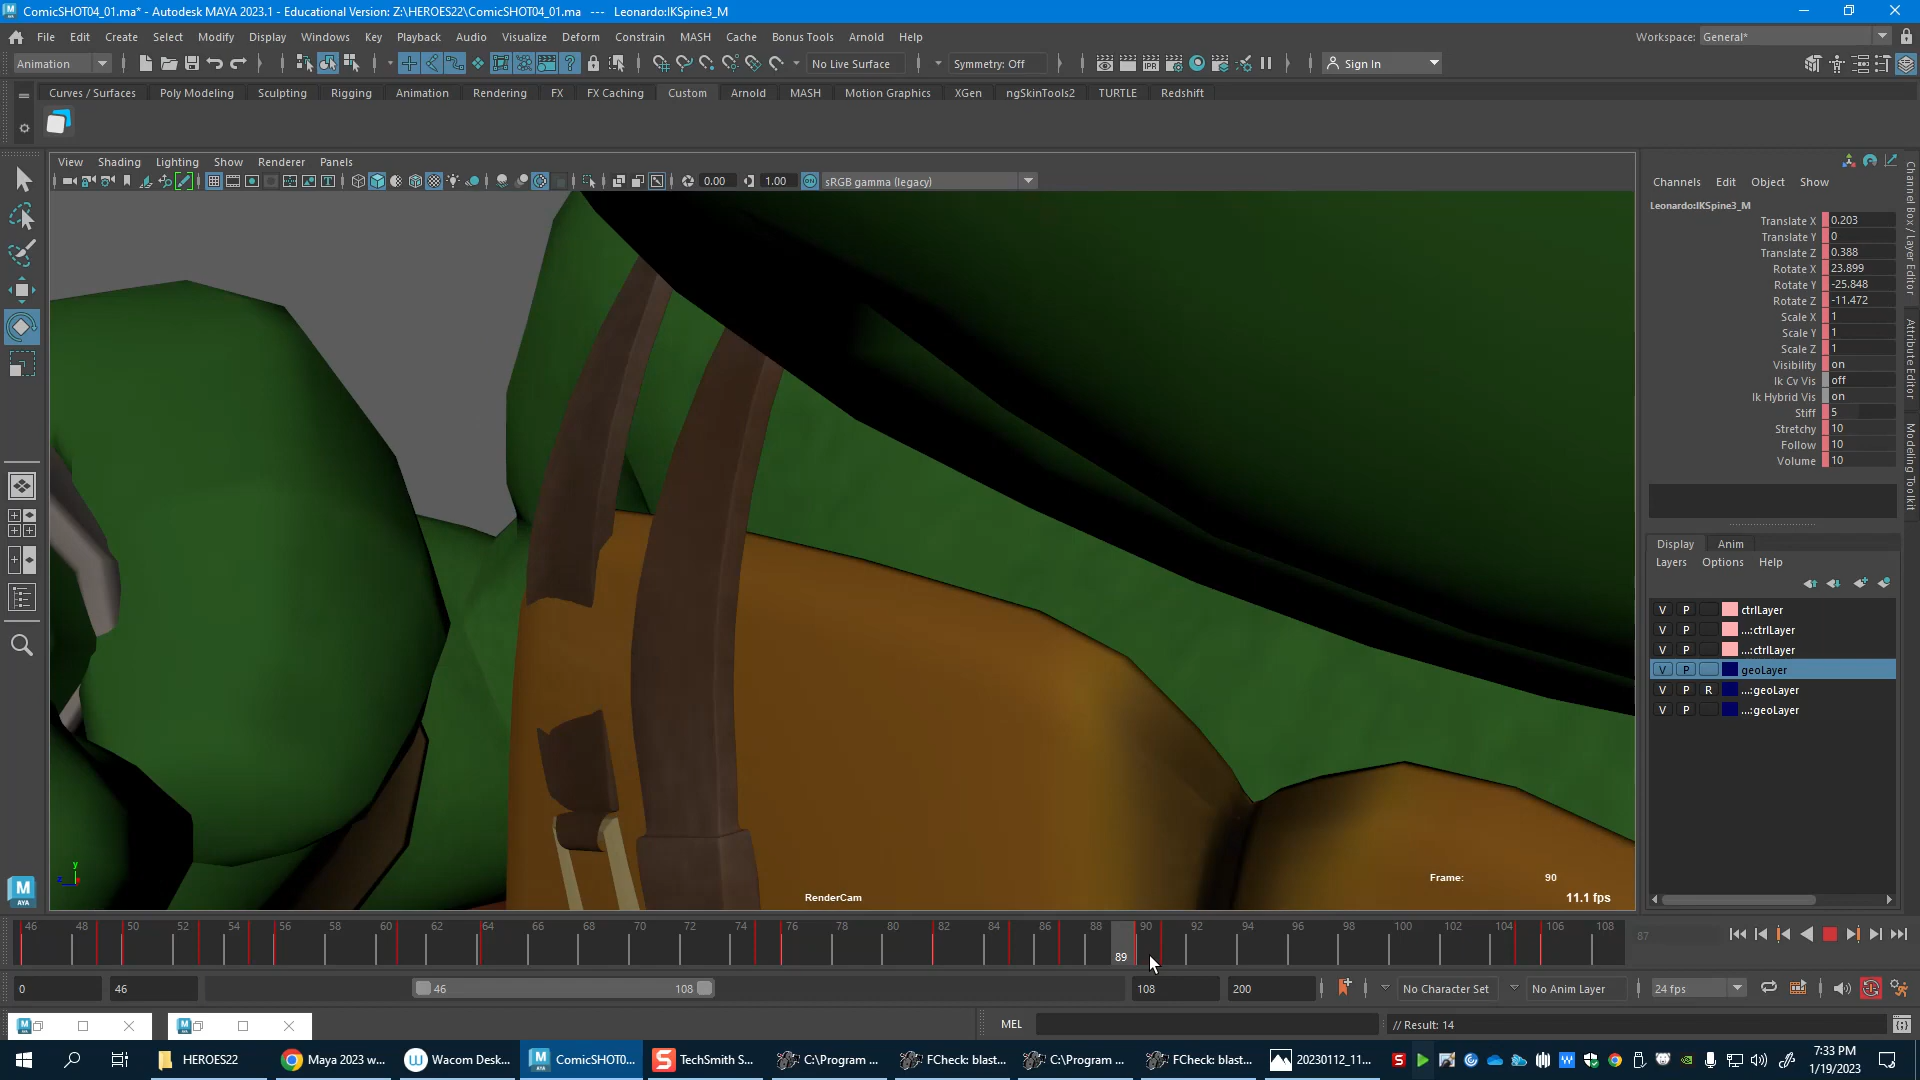 ComicSHOT04_01.ma* - Autodesk MAYA 2023.1 - Educational Version: Z:\HEROES22\ComicSHOT04_01.ma --- Leonardo:IKSpine3_M
File Edit Create Select Modify Display Windows Key Playback Audio Visualize Deform Constrain MASH Cache Bonus Tools Arnold Help
Workspace: General*
Animation
No Live Surface
Symmetry: Off
Sign In
Curves / Surfaces Poly Modeling Sculpting Rigging Animation Rendering FX FX Caching Custom Arnold MASH Motion Graphics XGen ngSkinTools2 TURTLE Redshift
View Shading Lighting Show Renderer Panels
0.00 1.00 sRGB gamma (legacy)
Channels Edit Object Show
Leonardo:IKSpine3_M
Translate X 0.203
Translate Y 0
Translate Z 0.388
Rotate X 23.899
Rotate Y -25.848
Rotate Z -11.472
Scale X 1
Scale Y 1
Scale Z 1
Visibility on
Ik Cv Vis off
Ik Hybrid Vis on
Stiff 5
Stretchy 10
Follow 10
Volume 10
Channel Box / Layer Editor
Attribute Editor
Modeling Toolkit
Display Anim
Layers Options Help
V P ctrlLayer
V P ...:ctrlLayer
V P ...:ctrlLayer
V P geoLayer
V P R ...:geoLayer
V P ...:geoLayer
Frame: 90
RenderCam
11.1 fps
46 48 50 52 54 56 58 60 62 64 66 68 70 72 74 76 78 80 82 84 86 88 90 92 94 96 98 100 102 104 106 108
89
87
0 46 46 108 108 200 No Character Set No Anim Layer 24 fps
MEL // Result: 14
HEROES22 Maya 2023 w... Wacom Desk... ComicSHOT0... TechSmith S... C:\Program ... FCheck: blast... C:\Program ... FCheck: blast... 20230112_11...
7:33 PM
1/19/2023